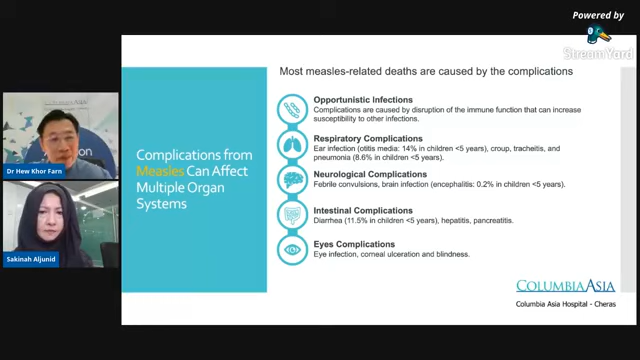 Powered by
StreamYard
Most measles-related deaths are caused by the complications
Dr Hew Khor Farn
Sakinah Aljunid
Complications from
Measles Can Affect
Multiple Organ
Systems
Opportunistic Infections
Complications are caused by disruption of the immune function that can increase
susceptibility to other infections.
Respiratory Complications
Ear infection (otitis media: 14% in children <5 years), croup, tracheitis, and
pneumonia (8.6% in children <5 years).
Neurological Complications
Febrile convulsions, brain infection (encephalitis: 0.2% in children <5 years).
Intestinal Complications
Diarrhea (11.5% in children <5 years), hepatitis, pancreatitis.
Eyes Complications
Eye infection, corneal ulceration and blindness.
COLUMBIA ASIA
Columbia Asia Hospital - Cheras